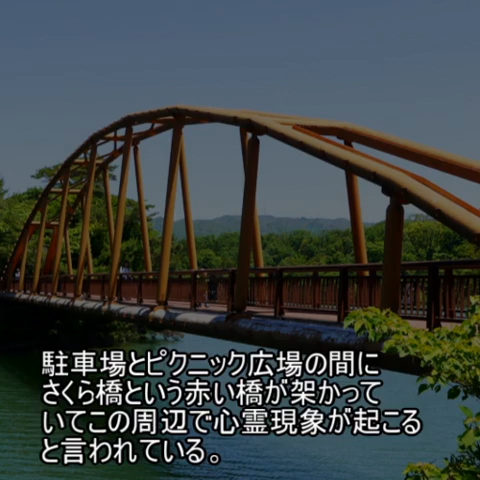 駐車場とピクニック広場の間に
さくら橋という赤い橋が架かって
いてこの周辺で心霊現象が起こる
と言われている。